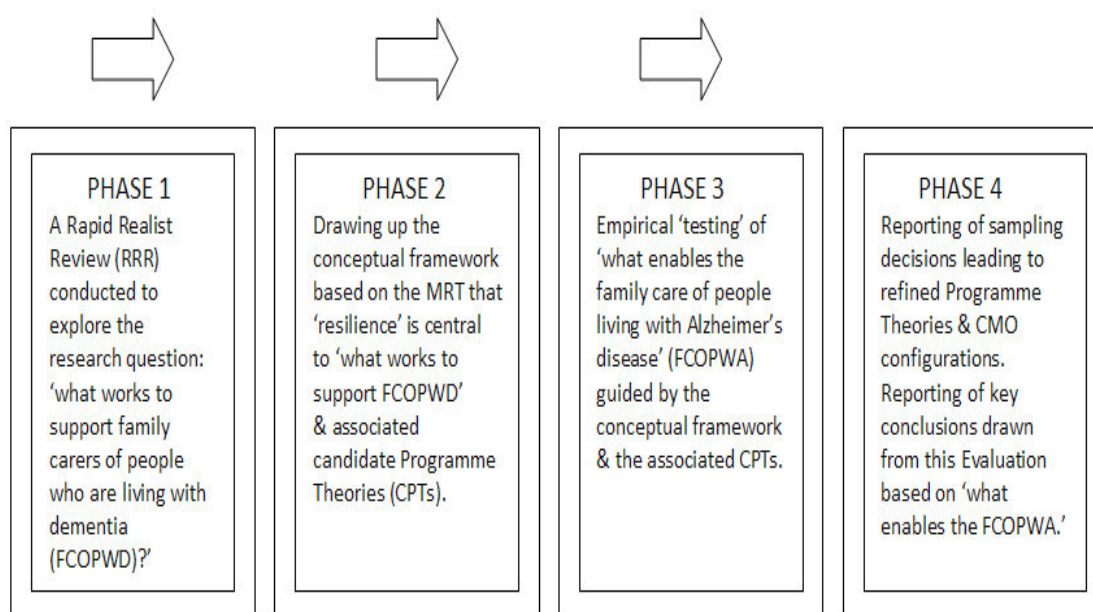 PHASE 1
A Rapid Realist
Review (RRR)
conducted to
explore the
research question:
‘what works to
support family
carers of people
who are living with
dementia
(FCOPWD)?’
PHASE 2
Drawing up the
conceptual framework
based on the MRT that
‘resilience’ is central
to ‘what works to
support FCOPWD’
& associated
candidate Programme
Theories (CPTs).
PHASE 3
Empirical ‘testing’ of
‘what enables the
family care of people
living with Alzheimer’s
disease’ (FCOPWA)
guided by the
conceptual framework
& the associated CPTs.
PHASE 4
Reporting of sampling
decisions leading to
refined Programme
Theories & CMO
configurations.
Reporting of key
conclusions drawn
from this Evaluation
based on ‘what
enables the FCOPWA.’